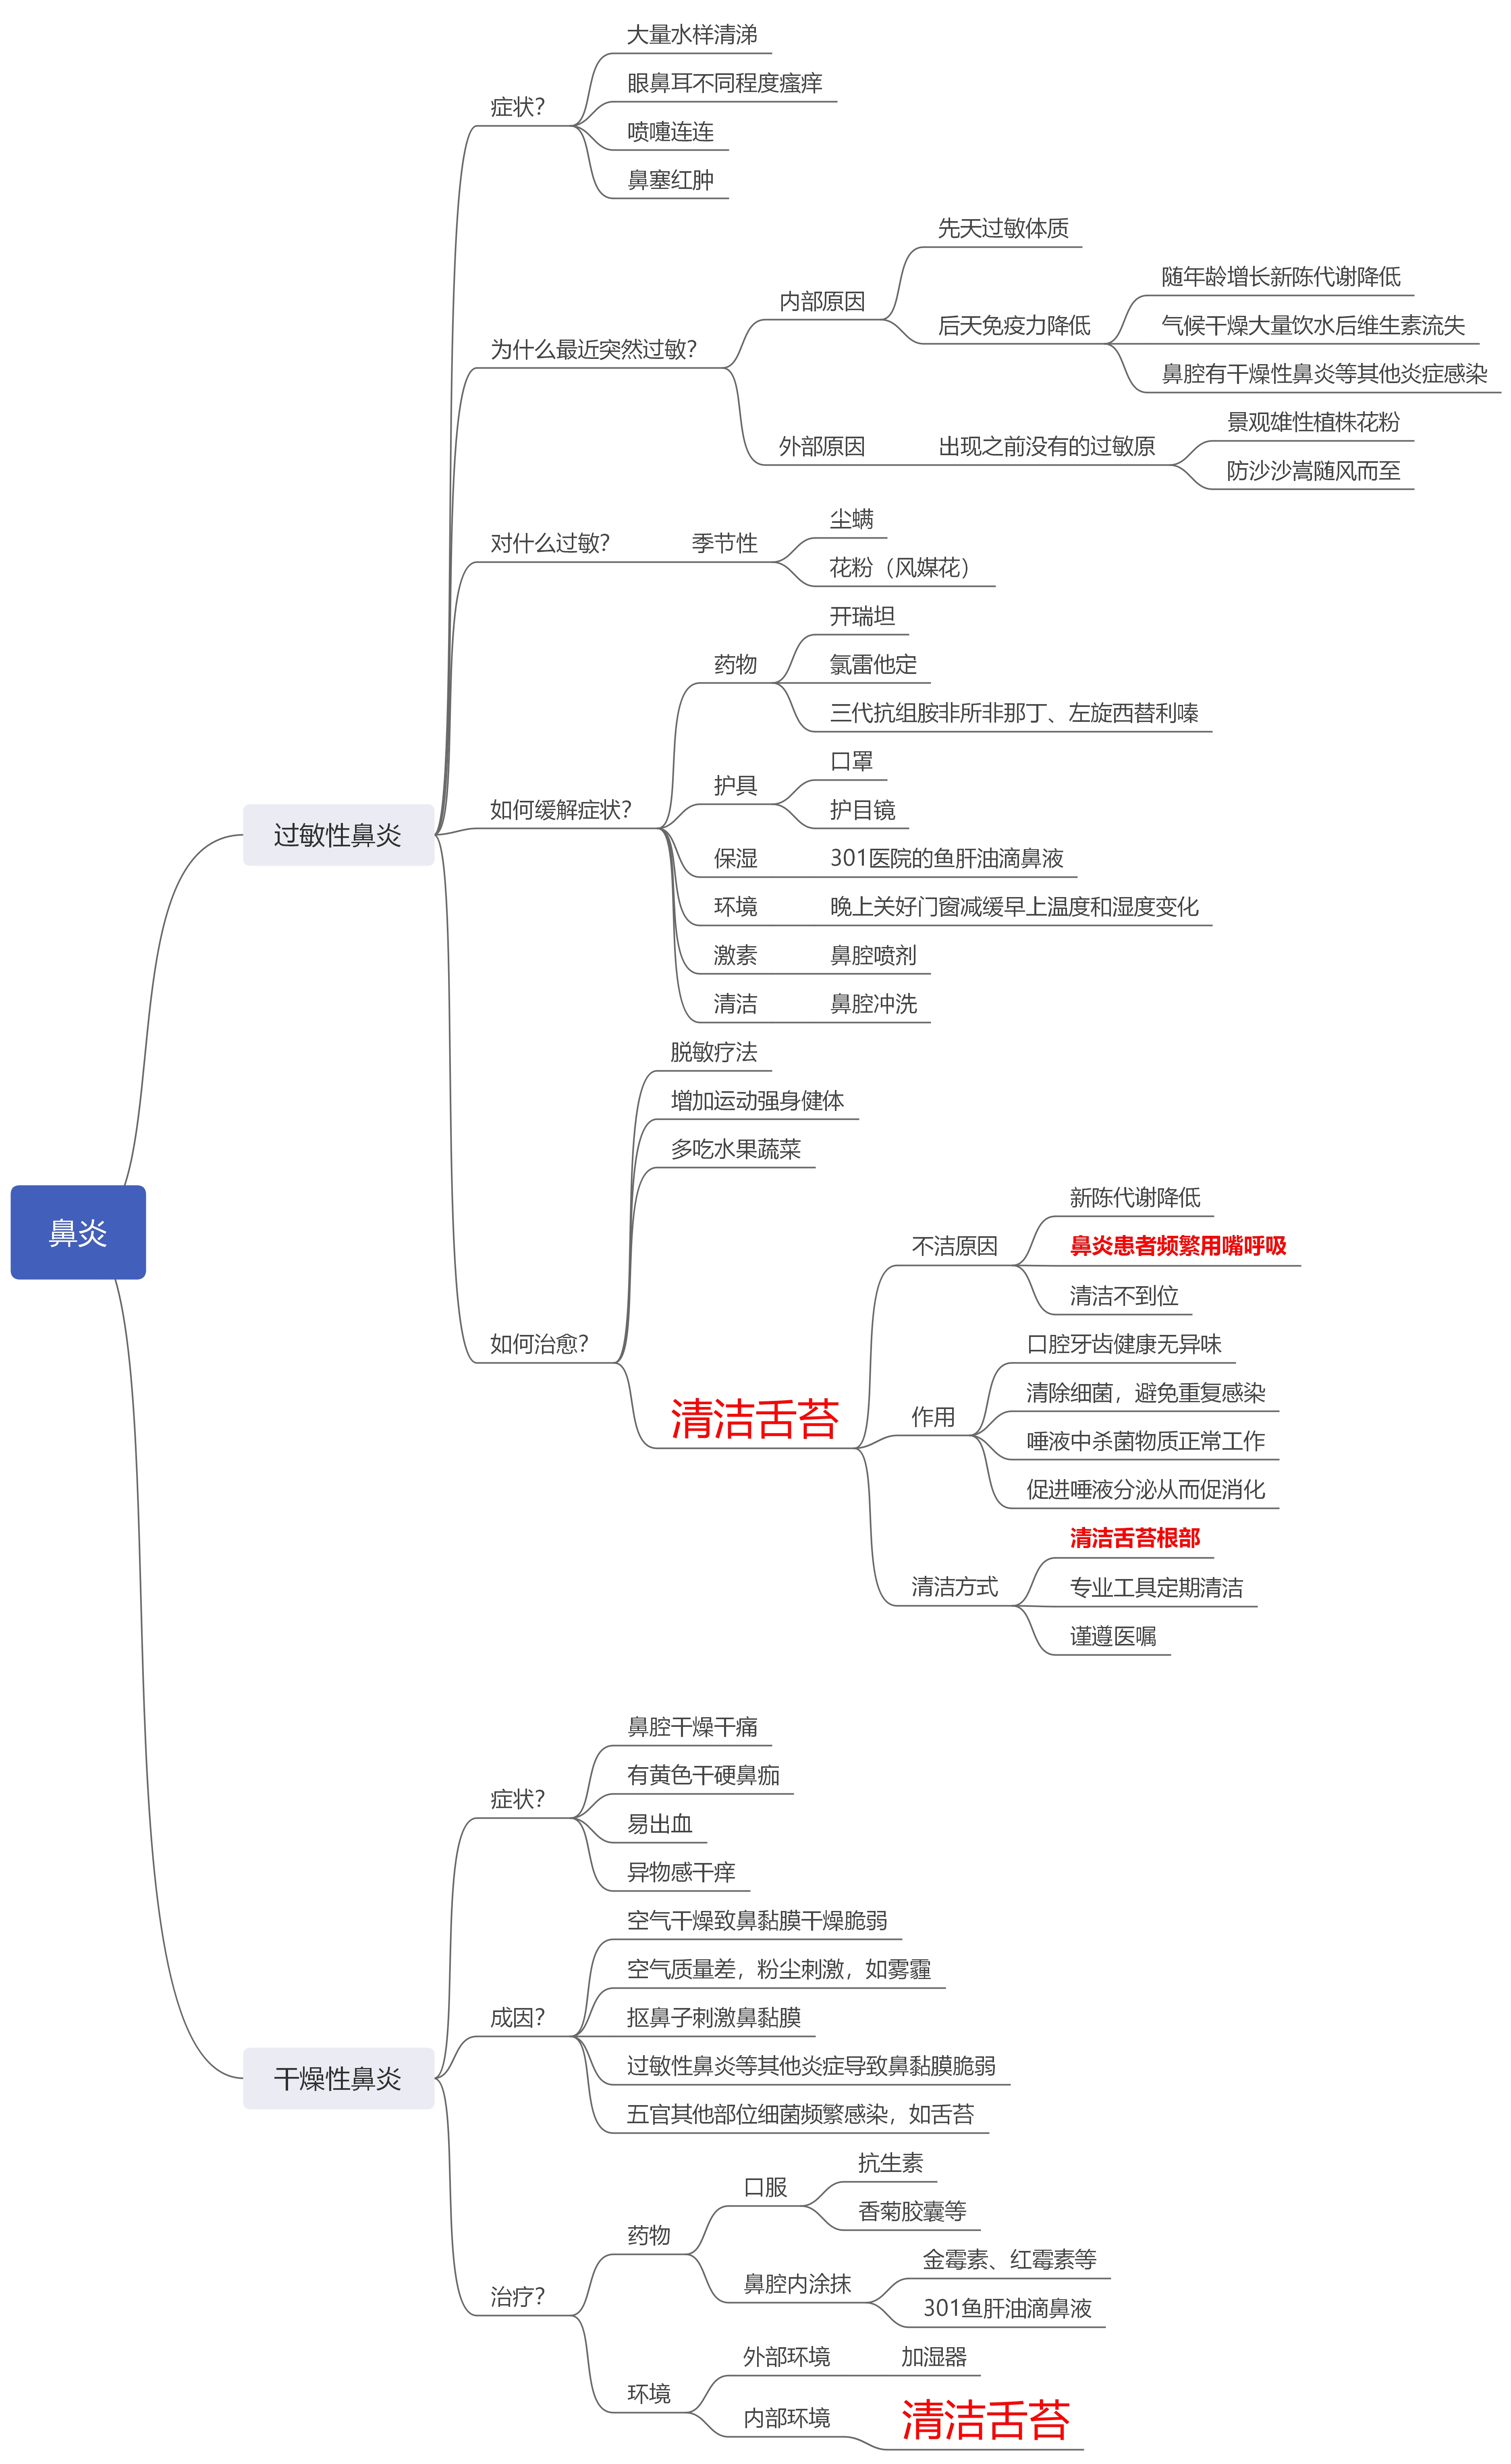 鼻炎
过敏性鼻炎
症状?
大量水样清涕
眼鼻耳不同程度瘙痒
喷嚏连连
鼻塞红肿
为什么最近突然过敏?
内部原因
先天过敏体质
后天免疫力降低
随年龄增长新陈代谢降低
气候干燥大量饮水后维生素流失
鼻腔有干燥性鼻炎等其他炎症感染
外部原因
出现之前没有的过敏原
景观雄性植株花粉
防沙沙嵩随风而至
对什么过敏?
季节性
尘螨
花粉（风媒花）
如何缓解症状?
药物
开瑞坦
氯雷他定
三代抗组胺非所非那丁、左旋西替利嗪
护具
口罩
护目镜
保湿
301医院的鱼肝油滴鼻液
环境
晚上关好门窗减缓早上温度和湿度变化
激素
鼻腔喷剂
清洁
鼻腔冲洗
如何治愈?
脱敏疗法
增加运动强身健体
多吃水果蔬菜
清洁舌苔
不洁原因
新陈代谢降低
鼻炎患者频繁用嘴呼吸
清洁不到位
作用
口腔牙齿健康无异味
清除细菌，避免重复感染
唾液中杀菌物质正常工作
促进唾液分泌从而促消化
清洁方式
清洁舌苔根部
专业工具定期清洁
谨遵医嘱
干燥性鼻炎
症状?
鼻腔干燥干痛
有黄色干硬鼻痂
易出血
异物感干痒
成因?
空气干燥致鼻黏膜干燥脆弱
空气质量差，粉尘刺激，如雾霾
抠鼻子刺激鼻黏膜
过敏性鼻炎等其他炎症导致鼻黏膜脆弱
五官其他部位细菌频繁感染，如舌苔
治疗?
药物
口服
抗生素
香菊胶囊等
鼻腔内涂抹
金霉素、红霉素等
301鱼肝油滴鼻液
环境
外部环境
加湿器
内部环境
清洁舌苔